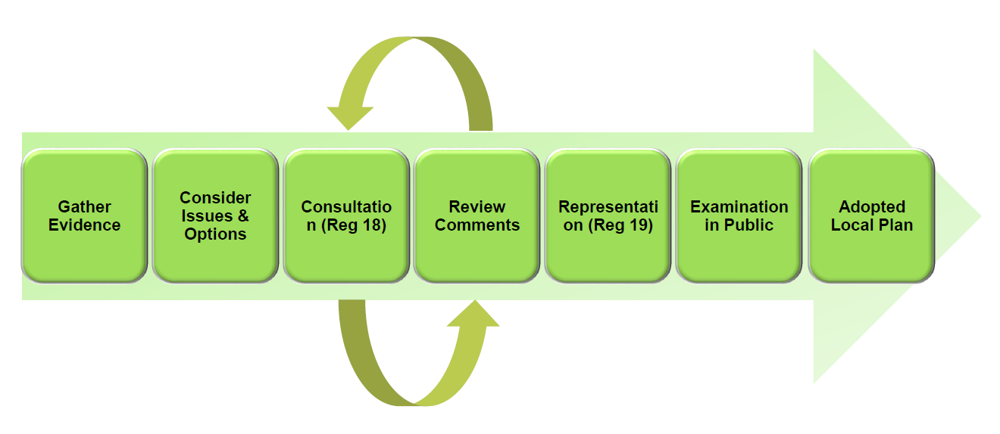 Gather
Evidence
Consider
Issues &
Options
Consultatio
n (Reg 18)
Review
Comments
Representati
on (Reg 19)
Examination
in Public
Adopted
Local Plan